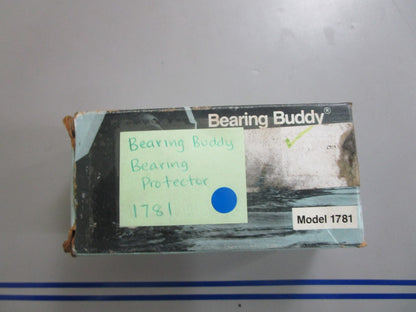 Bearing Buddy®
Bearing Buddy
Bearing
Protector
1781
Model 1781